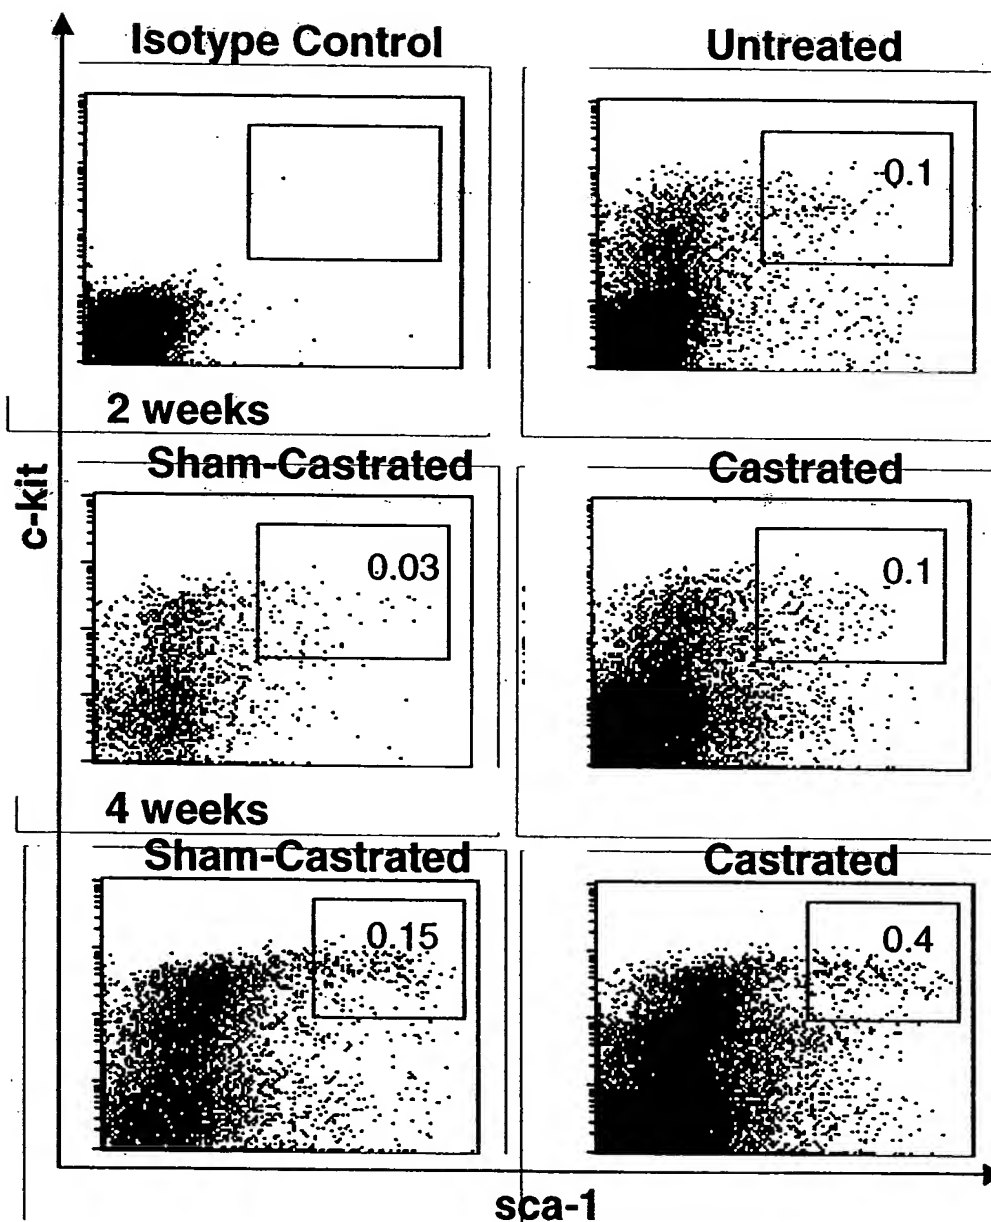 Isotype Control
Untreated
0.1
2 weeks
Sham-Castrated
Castrated
c-kit
0.03
0.1
4 weeks
Sham-Castrated
Castrated
0.15
0.4
sca-1